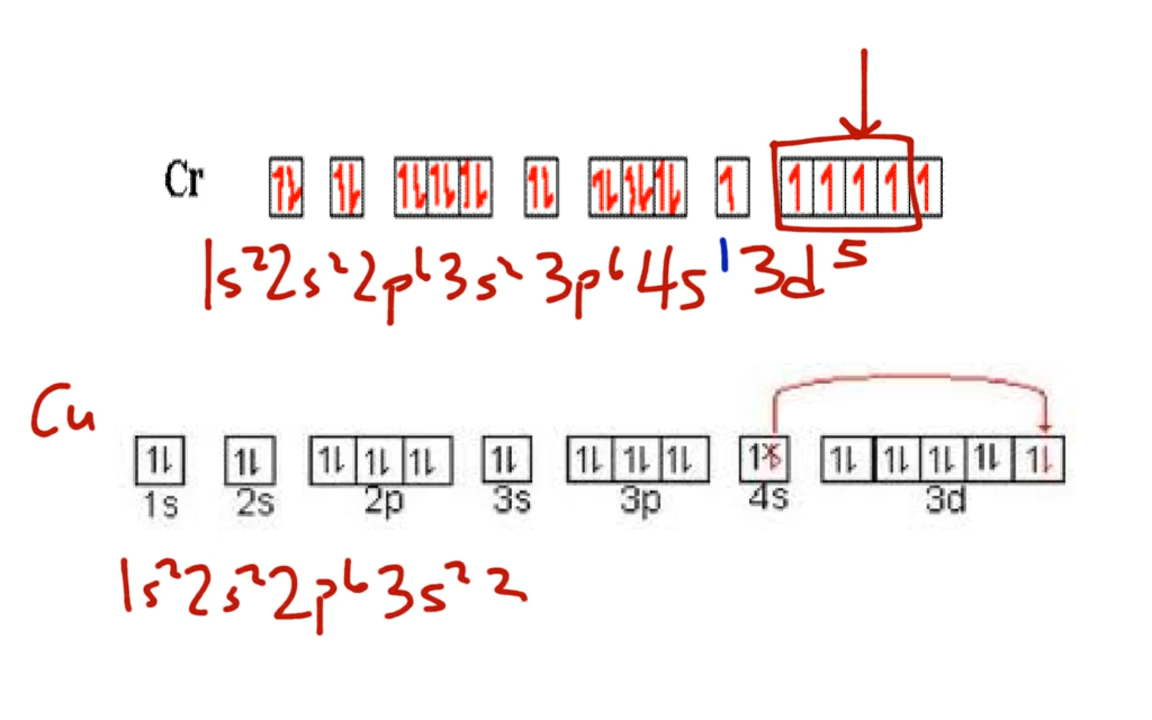 Cr
1s²2s²2p⁶3s²3p⁶4s¹3d⁵
Cu
1s 2s 2p 3s 3p 4s 3d
1s²2s²2p⁶3s²2